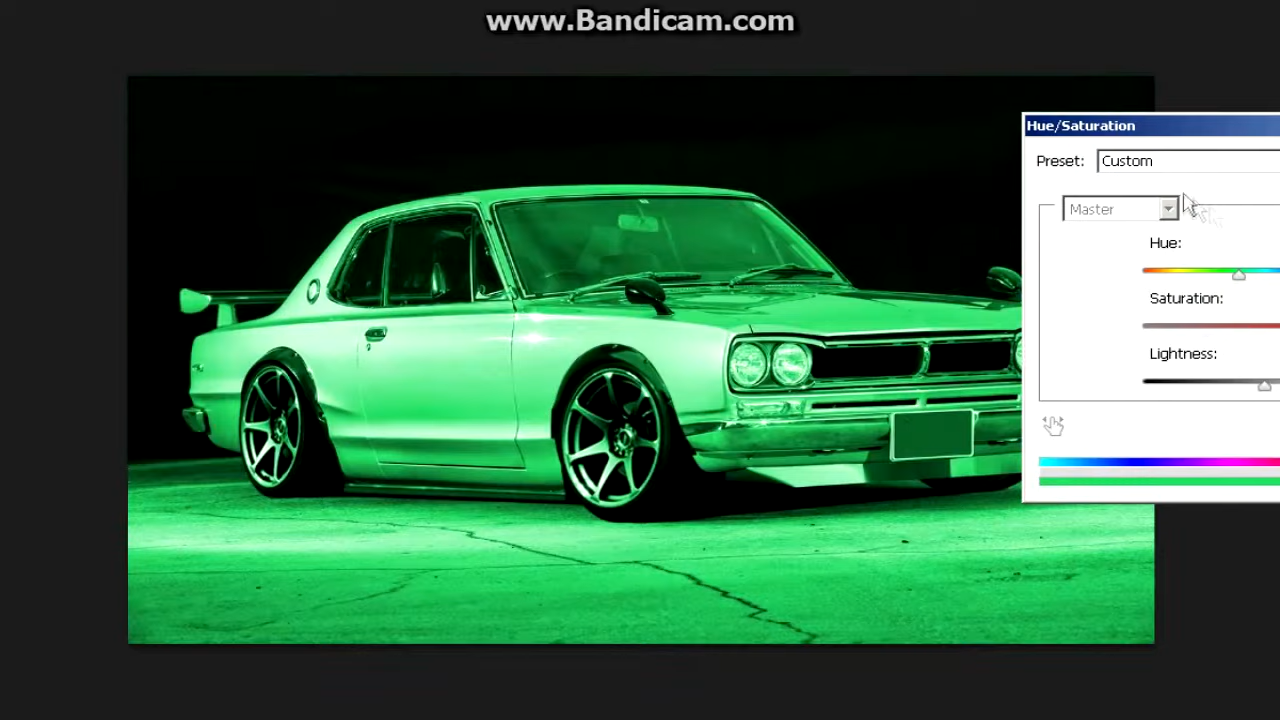 www.Bandicam.com
Hue/Saturation
Preset: Custom
Master
Hue:
Saturation:
Lightness: